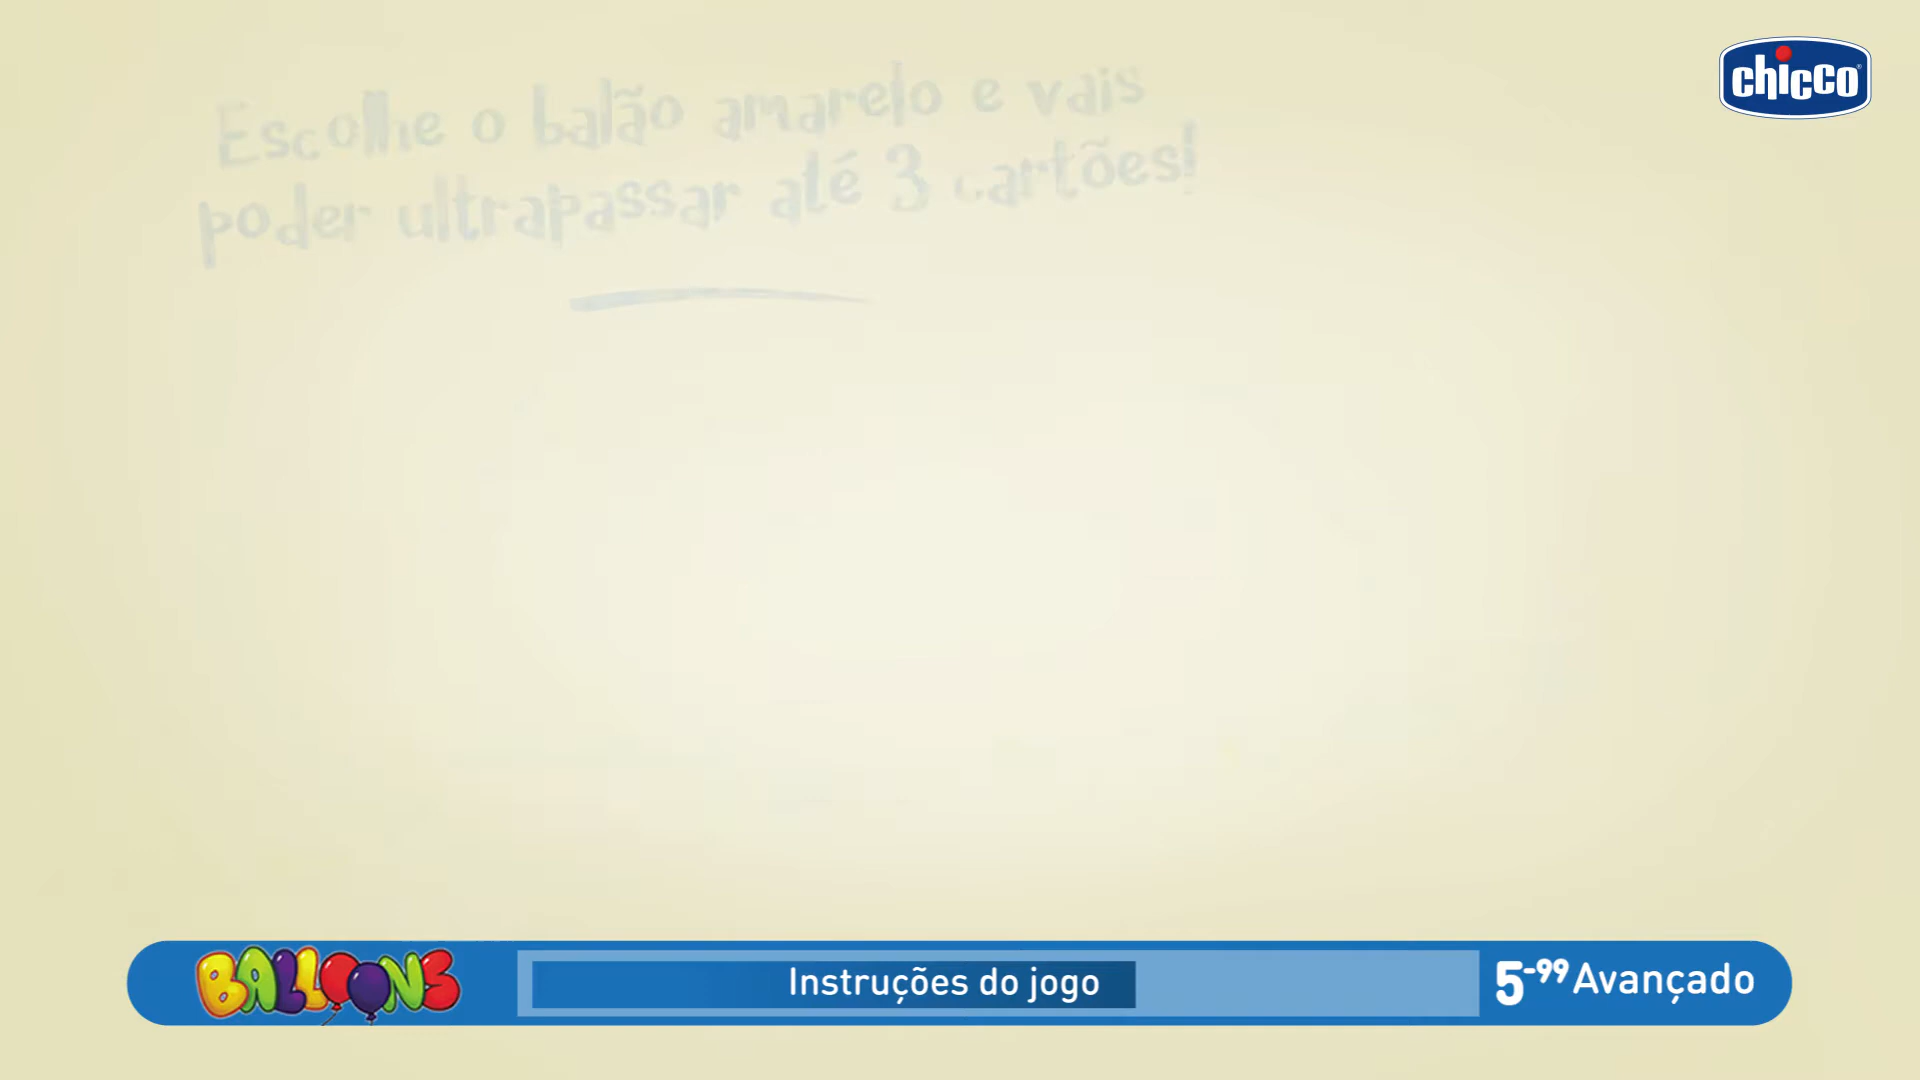 chicco
Escolhe o balão amarelo e vais
poder ultrapassar até 3 cartões!
BALLOONS
Instruções do jogo
5-99 Avançado